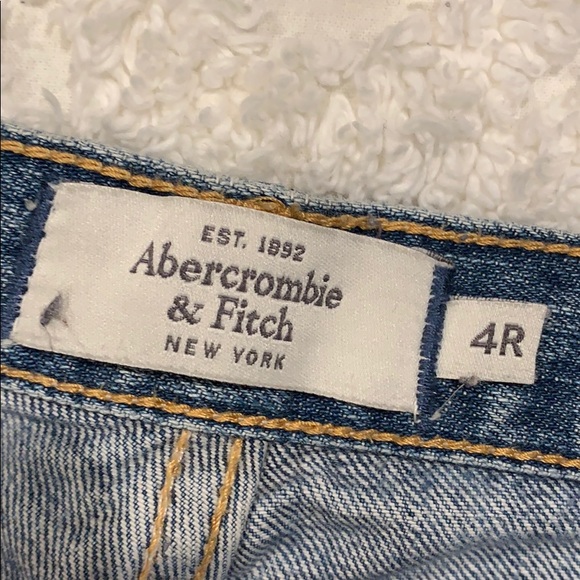 EST. 1892
Abercrombie
& Fitch
NEW YORK
4R